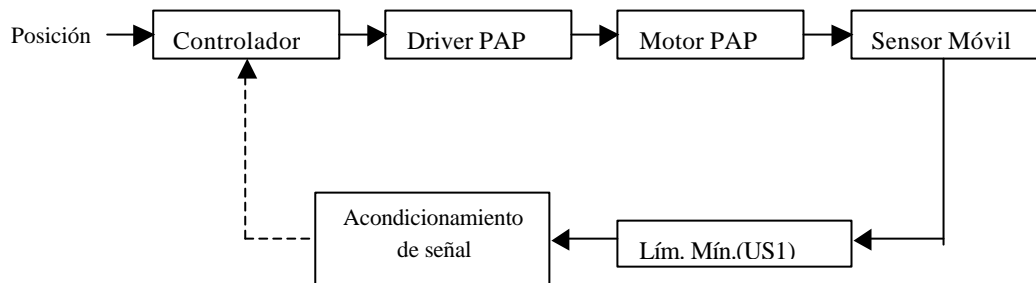 Posición
Controlador
Driver PAP
Motor PAP
Sensor Móvil
Acondicionamiento
de señal
Lím. Mín.(US1)